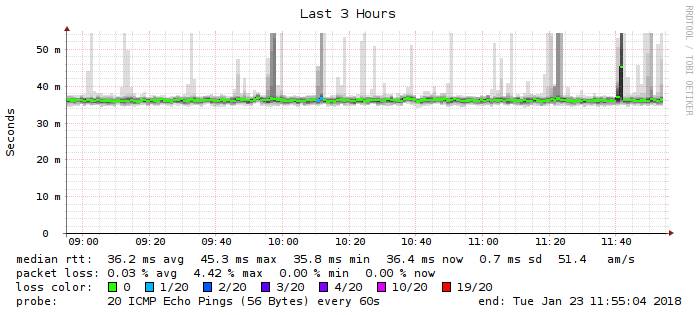 Last 3 Hours
RRDTOOL / TOBI OETIKER
Seconds
50 m
40 m
30 m
20 m
10 m
0
09:00 09:20 09:40 10:00 10:20 10:40 11:00 11:20 11:40
median rtt: 36.2 ms avg 45.3 ms max 35.8 ms min 36.4 ms now 0.7 ms sd 51.4 am/s
packet loss: 0.03 % avg 4.42 % max 0.00 % min 0.00 % now
loss color: 0 1/20 2/20 3/20 4/20 10/20 19/20
probe: 20 ICMP Echo Pings (56 Bytes) every 60s end: Tue Jan 23 11:55:04 2018